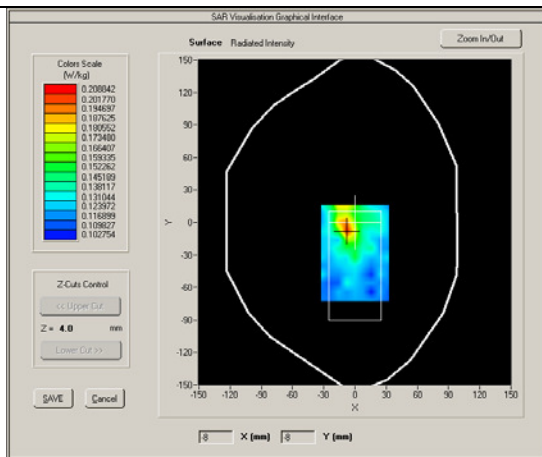 SAR Visualisation Graphical Interface
Surface Radiated Intensity
Zoom In/Out
Colors Scale
(W/kg)
0.208842
0.201770
0.194697
0.187625
0.180552
0.173480
0.166407
0.159335
0.152262
0.145189
0.138117
0.131044
0.123972
0.116899
0.109827
0.102754
150
120
90
60
30
0
-30
-60
-90
-120
-150
Y
-150 -120 -90 -60 -30 0 30 60 90 120 150
X
Z-Cuts Control
<< Upper Cut
Z = 4.0 mm
Lower Cut >>
SAVE Cancel
-8 X (mm) -8 Y (mm)